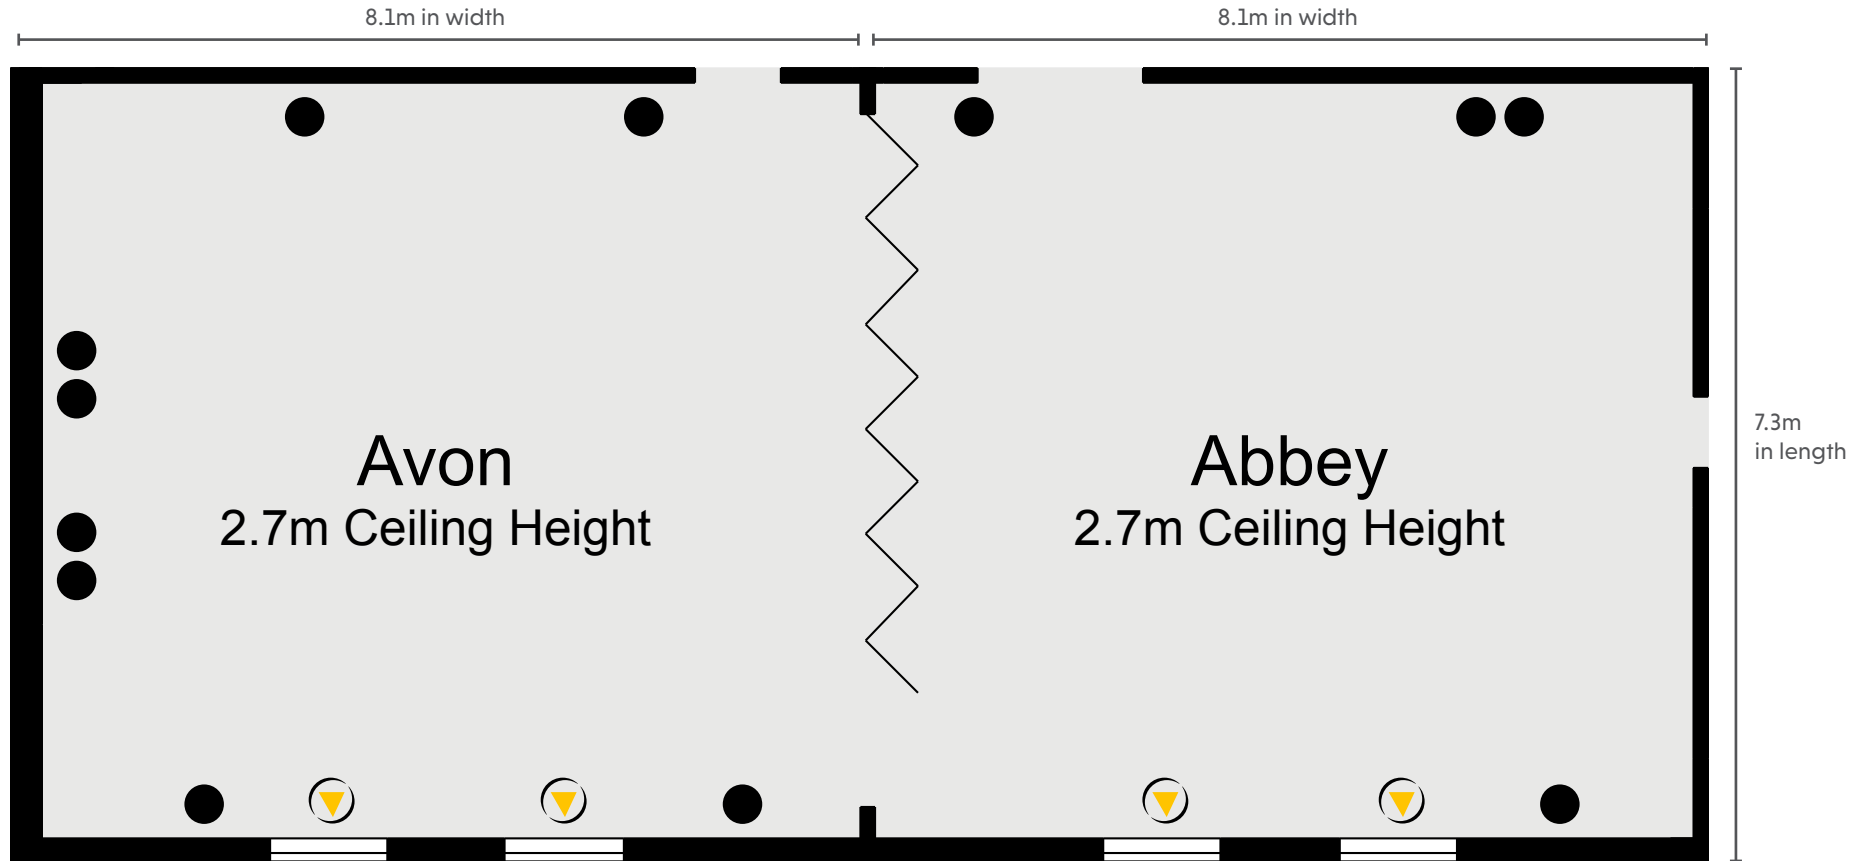 8.1m in width
8.1m in width
Avon
2.7m Ceiling Height
Abbey
2.7m Ceiling Height
7.3m
in length